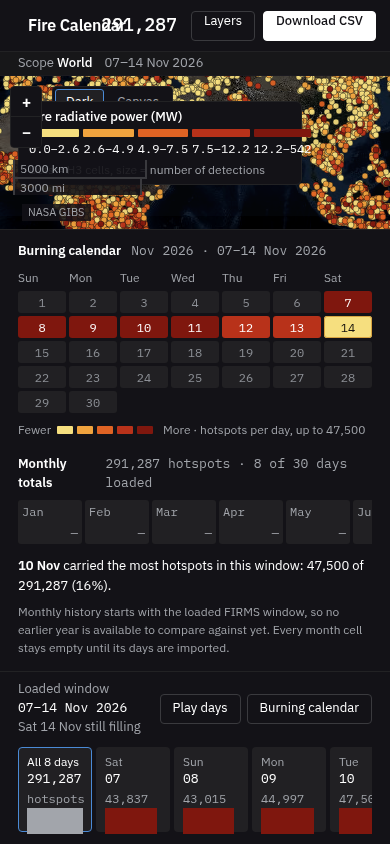 Fire Calendar
291,287
Layers
Download CSV
Scope World 07–14 Nov 2026
+
Dark Canvas
re radiative power (MW)
−
0.0–2.6 2.6–4.9 4.9–7.5 7.5–12.2 12.2–542
5000 km
H3 cells, size = number of detections
3000 mi
NASA GIBS
Burning calendar Nov 2026 · 07–14 Nov 2026
Sun Mon Tue Wed Thu Fri Sat
1 2 3 4 5 6 7
8 9 10 11 12 13 14
15 16 17 18 19 20 21
22 23 24 25 26 27 28
29 30
Fewer More · hotspots per day, up to 47,500
Monthly totals
291,287 hotspots · 8 of 30 days loaded
Jan Feb Mar Apr May Ju
– – – – –
10 Nov carried the most hotspots in this window: 47,500 of
291,287 (16%).
Monthly history starts with the loaded FIRMS window, so no
earlier year is available to compare against yet. Every month cell
stays empty until its days are imported.
Loaded window
07–14 Nov 2026
Sat 14 Nov still filling
Play days
Burning calendar
All 8 days Sat Sun Mon Tue
291,287 07 08 09 10
hotspots 43,837 43,015 44,997 47,50